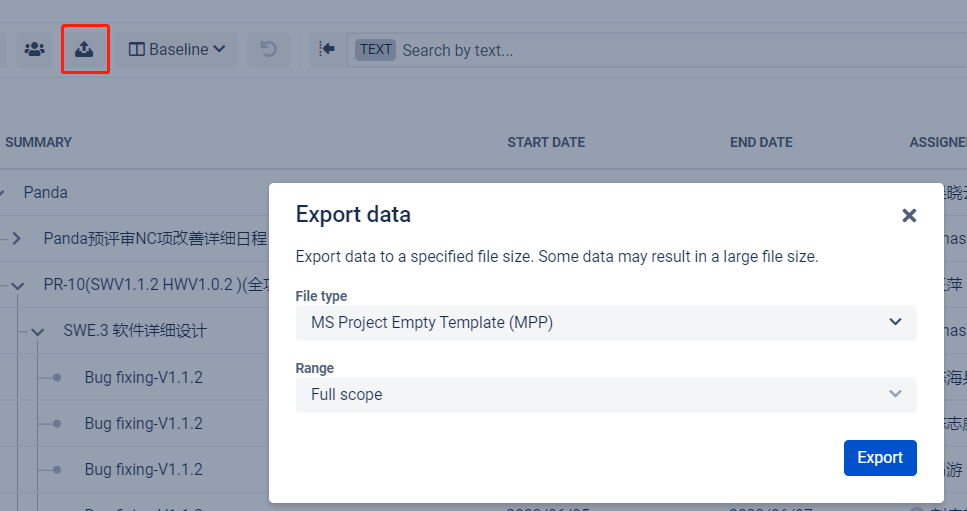 Baseline
TEXT Search by text...
SUMMARY START DATE END DATE
Panda
Export data
Export data to a specified file size. Some data may result in a large file size.
Panda预评审NC项改善详细日程
File type
PR-10(SWV1.1.2 HWV1.0.2 )(全项
MS Project Empty Template (MPP)
SWE.3 软件详细设计
Range
Bug fixing-V1.1.2
Full scope
Bug fixing-V1.1.2
Export
Bug fixing-V1.1.2